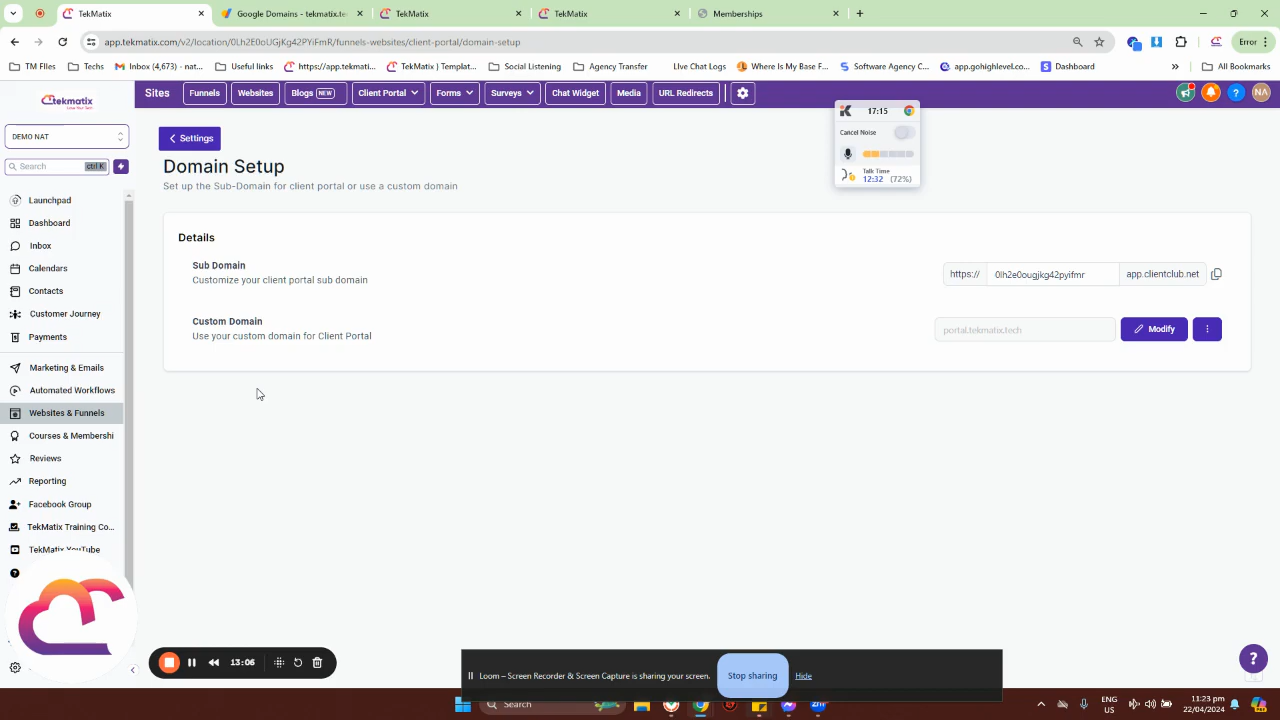 TekMatix
Google Domains - tekmatix.te
TekMatix
TekMatix
Memberships
app.tekmatix.com/v2/location/0Lh2E0oUgJjKg42PYiFmR/funnels-websites/client-portal/domain-setup
Error
TM FIles
Techs
Inbox (4,673) - nat...
Useful links
https://app.tekmati...
TekMatix | Templat...
Social Listening
Agency Transfer
Live Chat Logs
Where Is My Base F...
Software Agency C...
app.gohighlevel.co...
Dashboard
»
All Bookmarks
tekmatix
Sites
Funnels
Websites
Blogs NEW
Client Portal
Forms
Surveys
Chat Widget
Media
URL Redirects
NA
17:15
Cancel Noise
Talk Time
12:32 (72%)
DEMO NAT
Search
ctrl K
Launchpad
Dashboard
Inbox
Calendars
Contacts
Customer Journey
Payments
Marketing & Emails
Automated Workflows
Websites & Funnels
Courses & Membershi
Reviews
Reporting
Facebook Group
TekMatix Training Co...
TekMatix YouTube
Settings
Domain Setup
Set up the Sub-Domain for client portal or use a custom domain
Details
Sub Domain
Customize your client portal sub domain
https://
0lh2e0ougjkg42pyifmr
app.clientclub.net
Custom Domain
Use your custom domain for Client Portal
portal.tekmatix.tech
Modify
13:06
Loom – Screen Recorder & Screen Capture is sharing your screen.
Stop sharing
Hide
Search
ENG
US
11:23 pm
22/04/2024